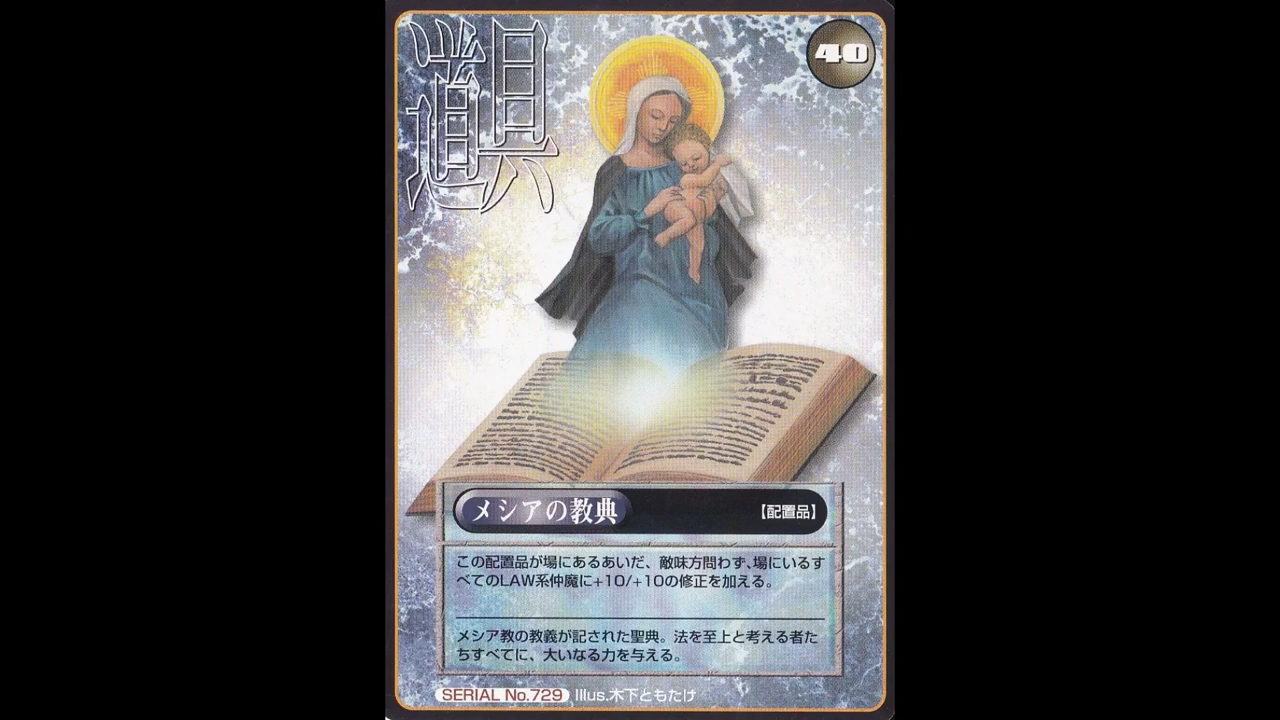 道具
40
メシアの教典
【配置品】
この配置品が場にあるあいだ、敵味方問わず、場にいるす
べてのLAW系仲魔に+10/+10の修正を加える。
メシア教の教義が記された聖典。法を至上と考える者た
ちすべてに、大いなる力を与える。
SERIAL No.729 Illus.木下ともたけ